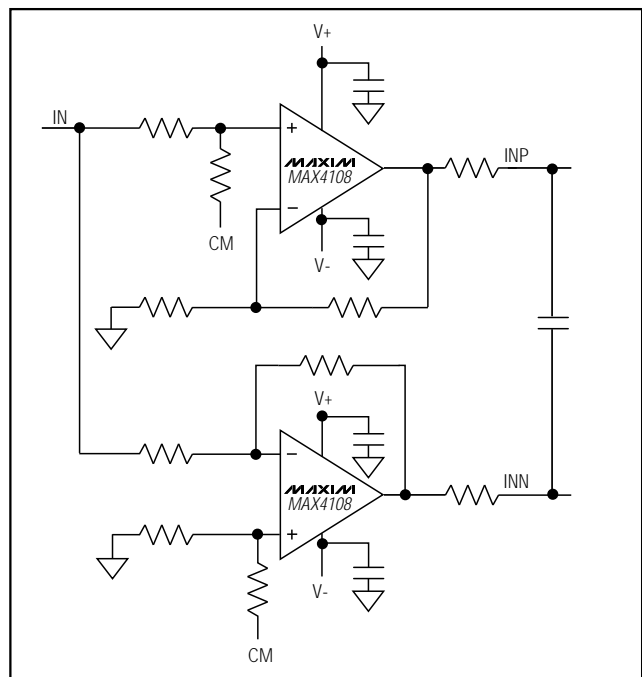 V+
IN
+
MAXIM
MAX4108
−
INP
CM
V-
V+
−
MAXIM
MAX4108
+
INN
V-
CM